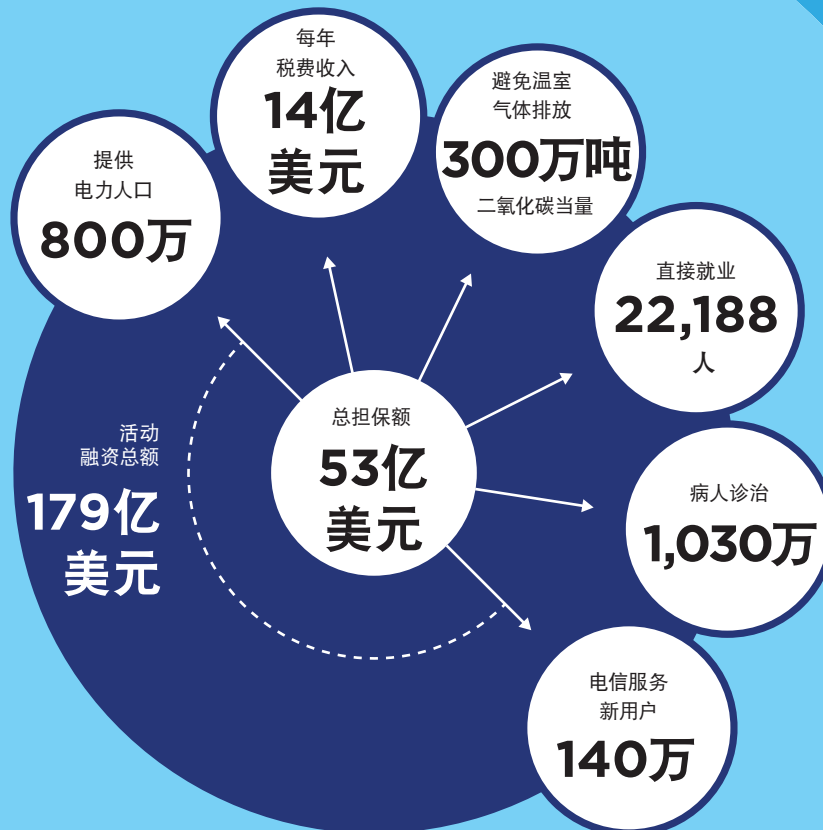 每年
税费收入
14亿
美元
避免温室
气体排放
300万吨
二氧化碳当量
提供
电力人口
800万
直接就业
22,188
人
总担保额
53亿
美元
活动
融资总额
179亿
美元
病人诊治
1,030万
电信服务
新用户
140万